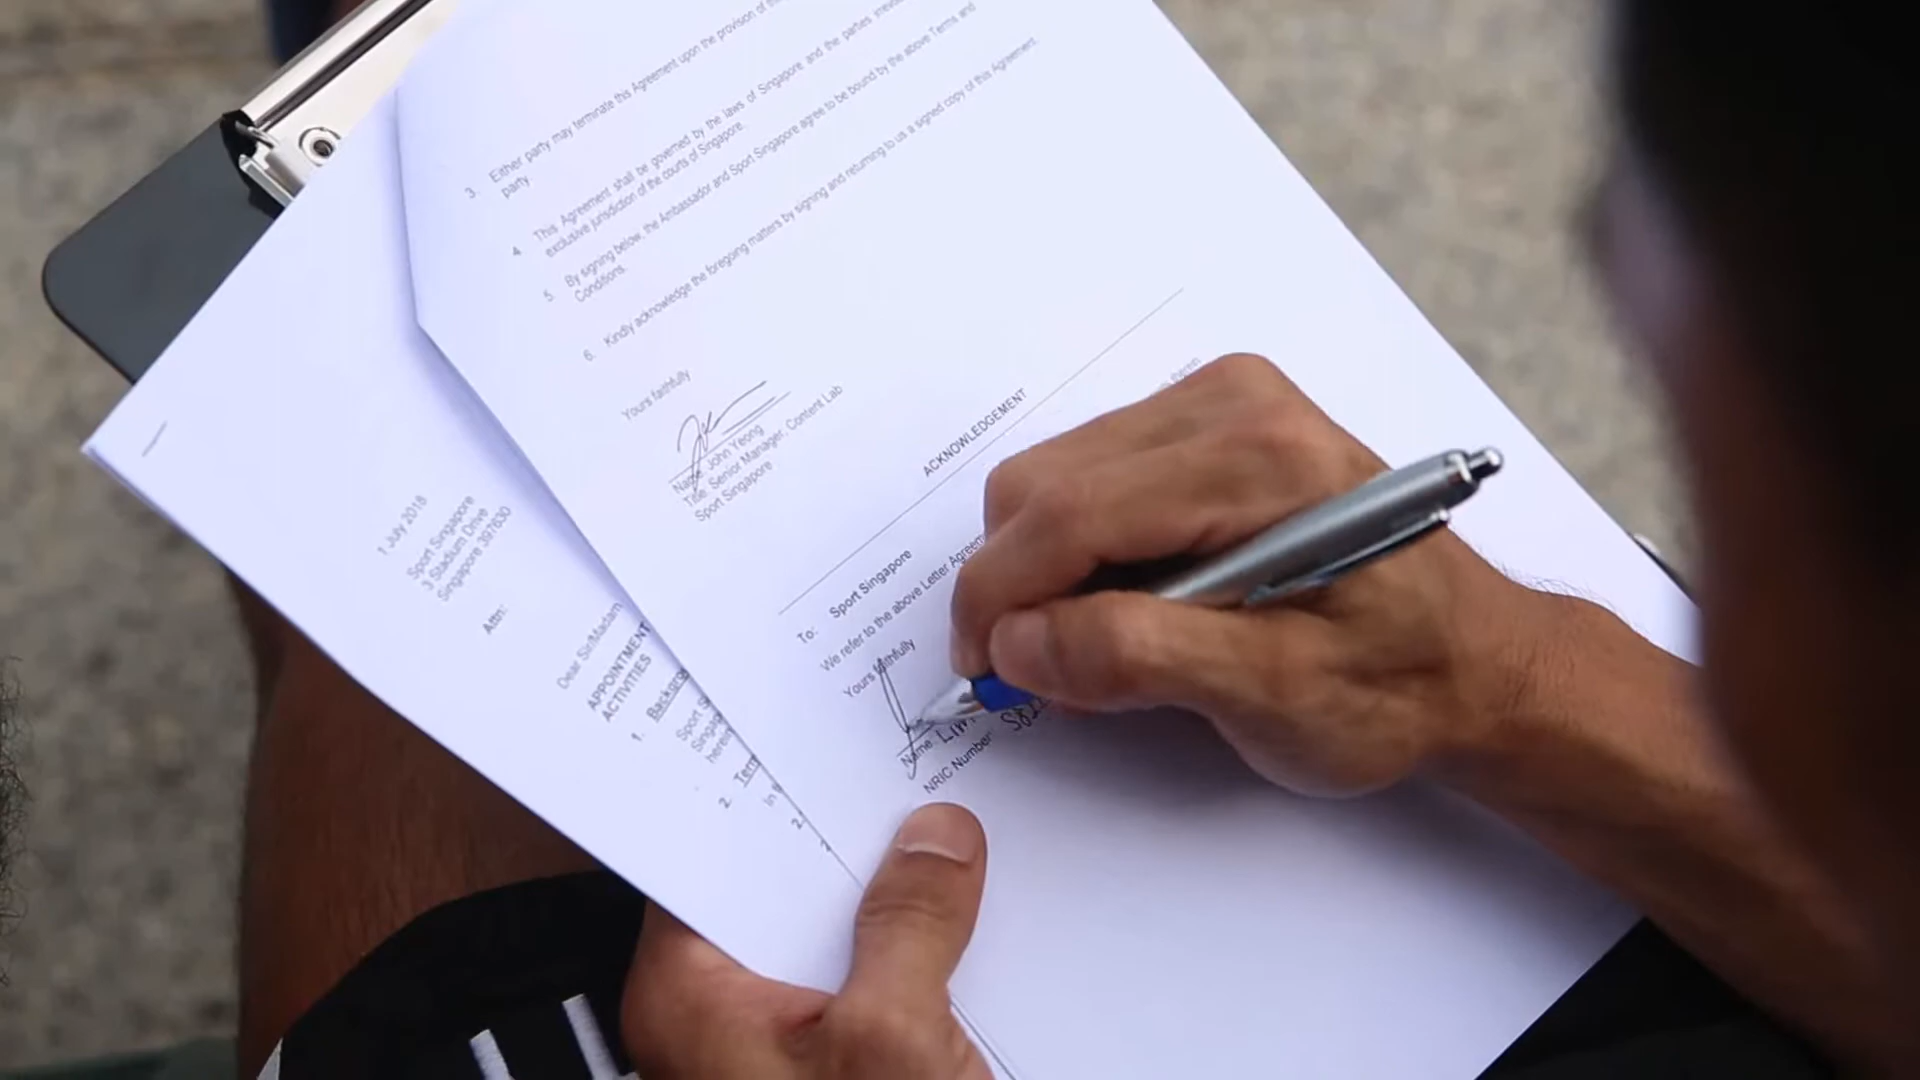 3. Either party may terminate this Agreement upon the provision of
party.
4. This Agreement shall be governed by the laws of Singapore and the parties
exclusive jurisdiction of the courts of Singapore.
5. By signing below, the Ambassador and Sport Singapore agree to be bound by the above Terms and
Conditions.
6. Kindly acknowledge the foregoing matters by signing and returning to us a signed copy of this Agreement.
Yours faithfully
Name: John Yeong
Title: Senior Manager, Content Lab
Sport Singapore
ACKNOWLEDGEMENT
To: Sport Singapore
We refer to the above Letter therein
Yours faithfully
Name
NRIC Number
1 July 2018
Sport Singapore
3 Stadium Drive
Singapore 397630
Attn:
Dear Sir/Madam
APPOINTMENT
ACTIVITIES
1.
Sport
2.
2.